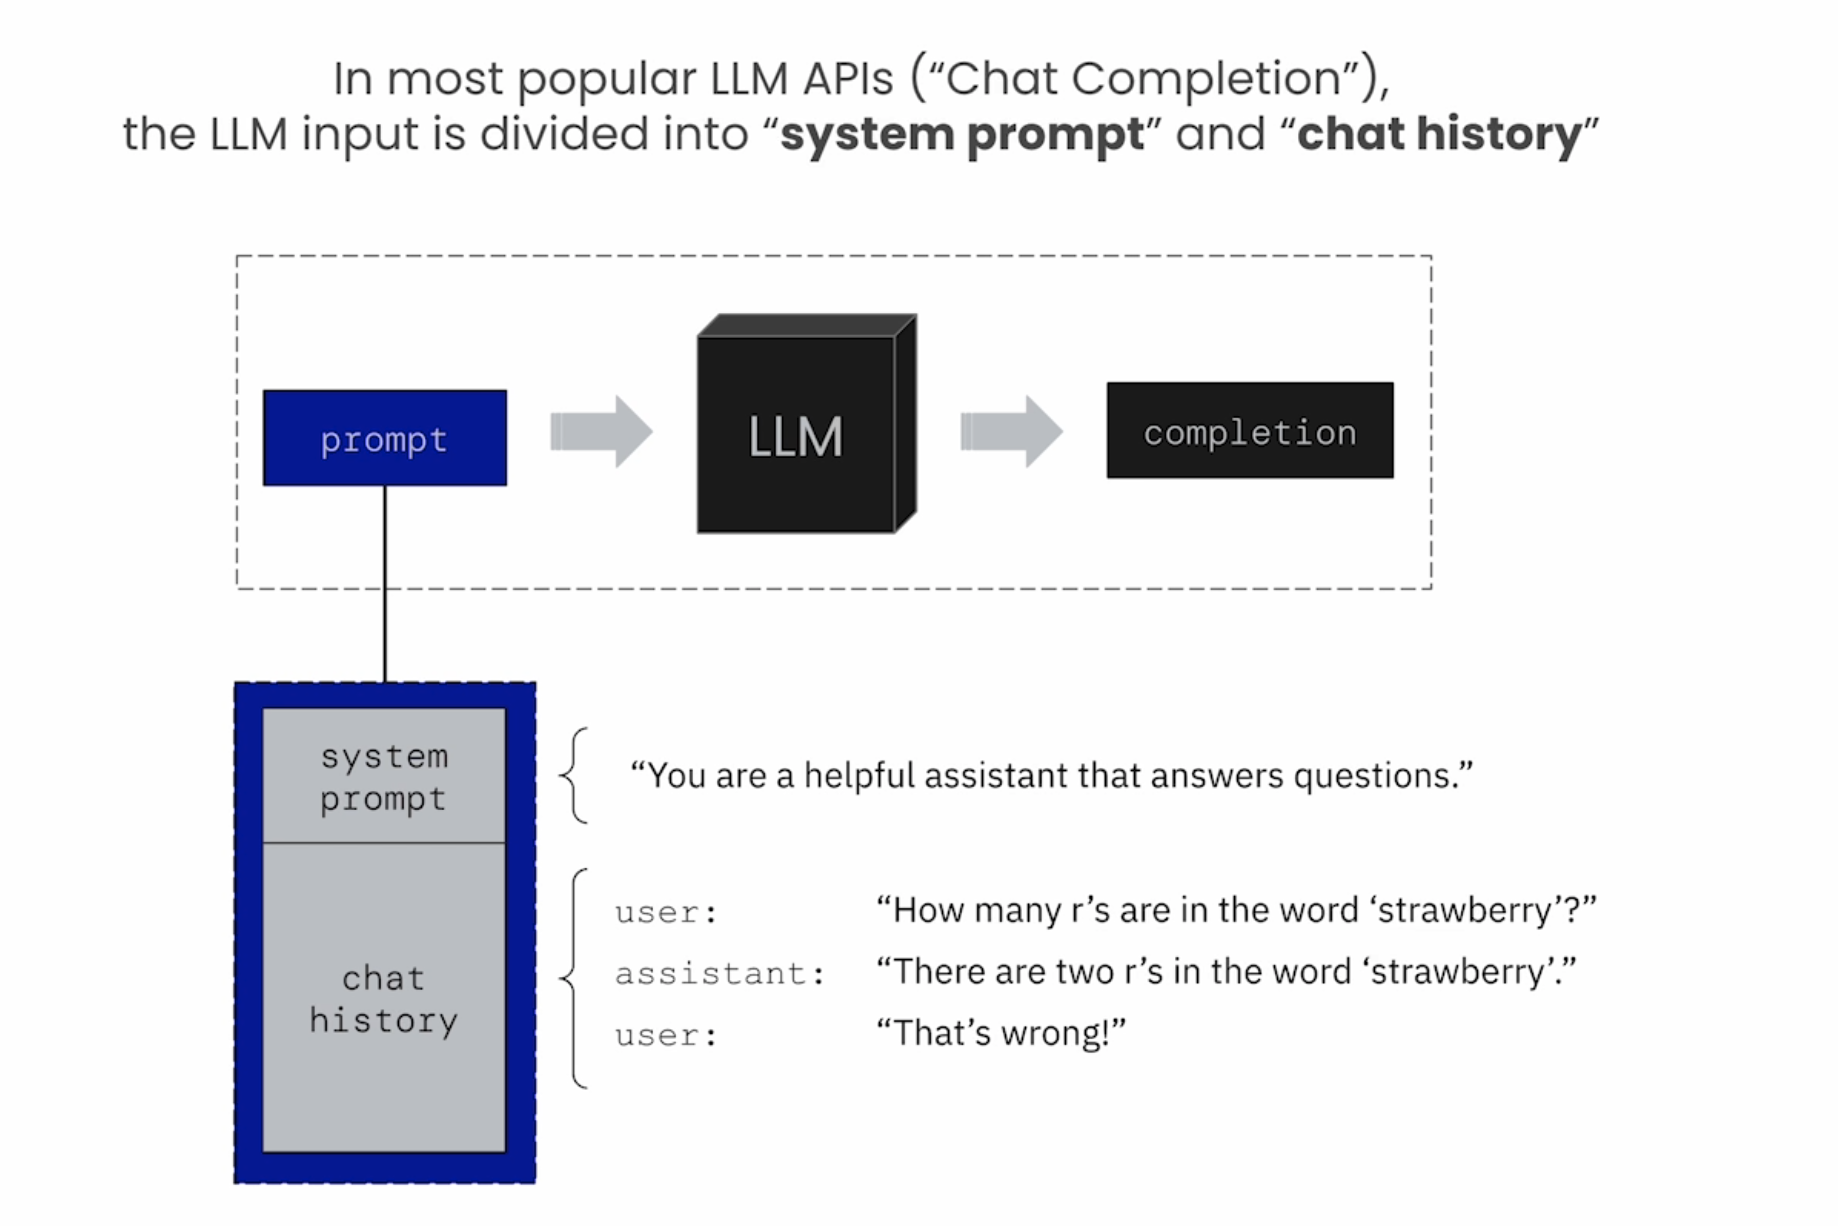 In most popular LLM APIs (“Chat Completion”),
the LLM input is divided into “system prompt” and “chat history”
prompt
LLM
completion
system
prompt
“You are a helpful assistant that answers questions.”
chat
history
user: “How many r’s are in the word ‘strawberry’?”
assistant: “There are two r’s in the word ‘strawberry’.”
user: “That’s wrong!”